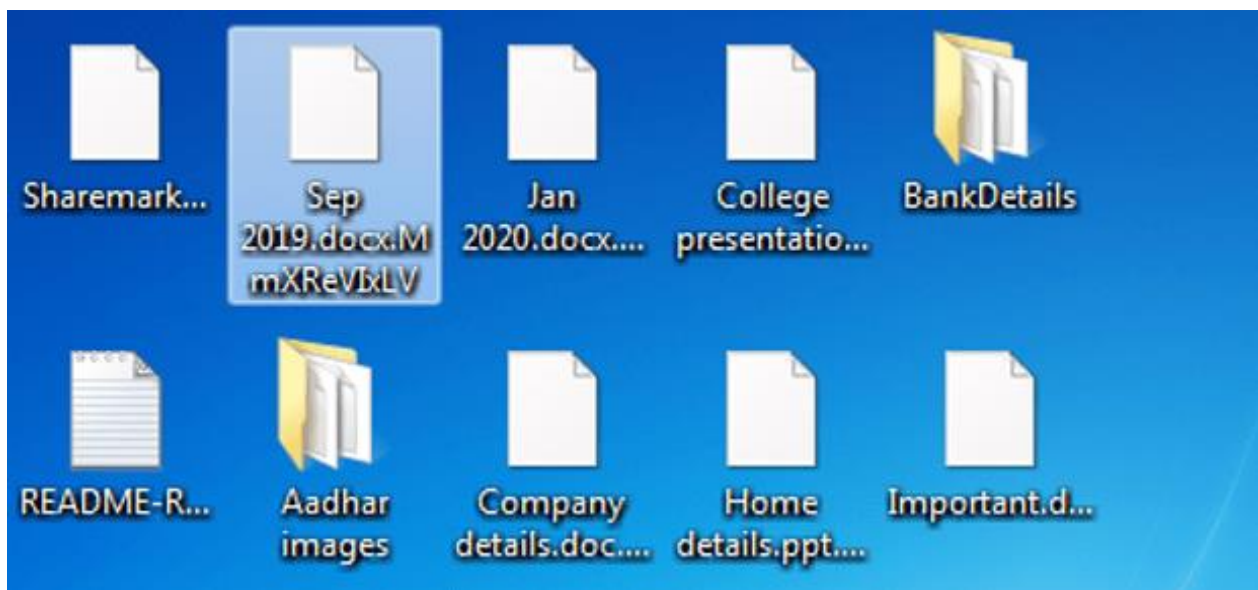 Sharemark...
Sep
2019.docx.M
mXReVIxLV
Jan
2020.docx....
College
presentatio...
BankDetails
README-R...
Aadhar
images
Company
details.doc....
Home
details.ppt....
Important.d...